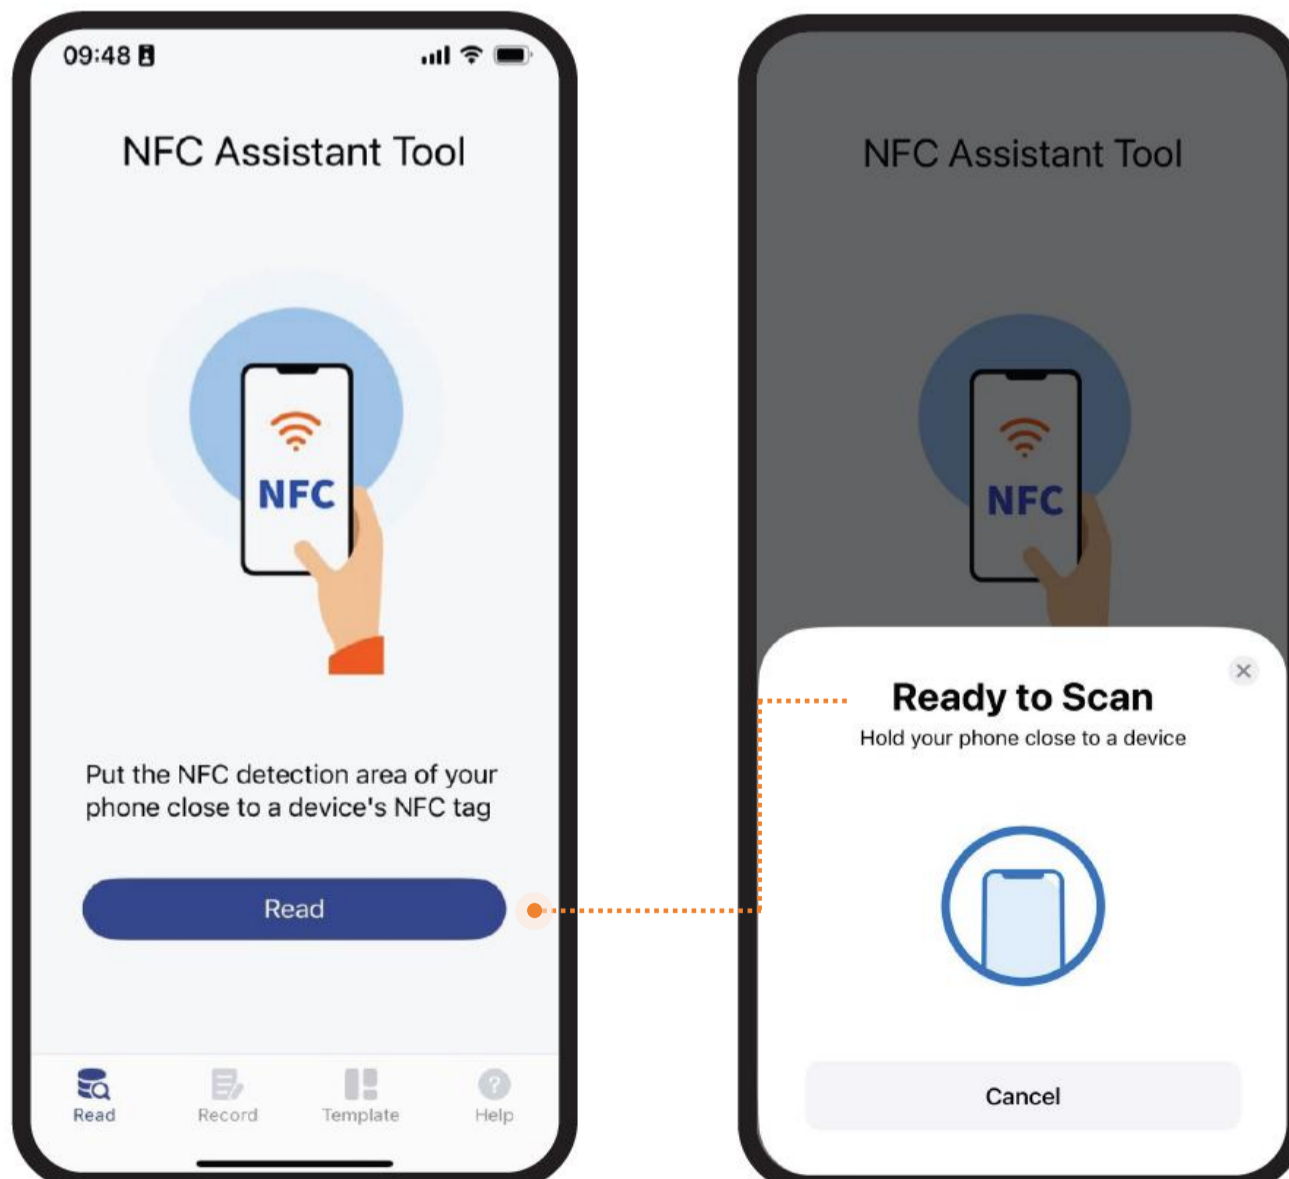 09:48
NFC Assistant Tool
NFC
Put the NFC detection area of your
phone close to a device's NFC tag
Read
Read
Record
Template
Help
NFC Assistant Tool
NFC
Ready to Scan
Hold your phone close to a device
Cancel